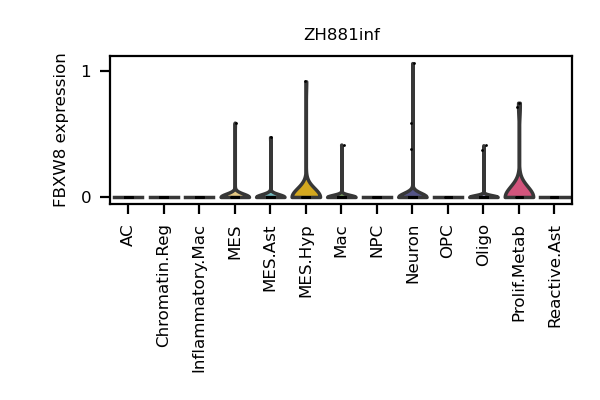 ZH881inf
FBXW8 expression
1
0
AC
Chromatin.Reg
Inflammatory.Mac
MES
MES.Ast
MES.Hyp
Mac
NPC
Neuron
OPC
Oligo
Prolif.Metab
Reactive.Ast